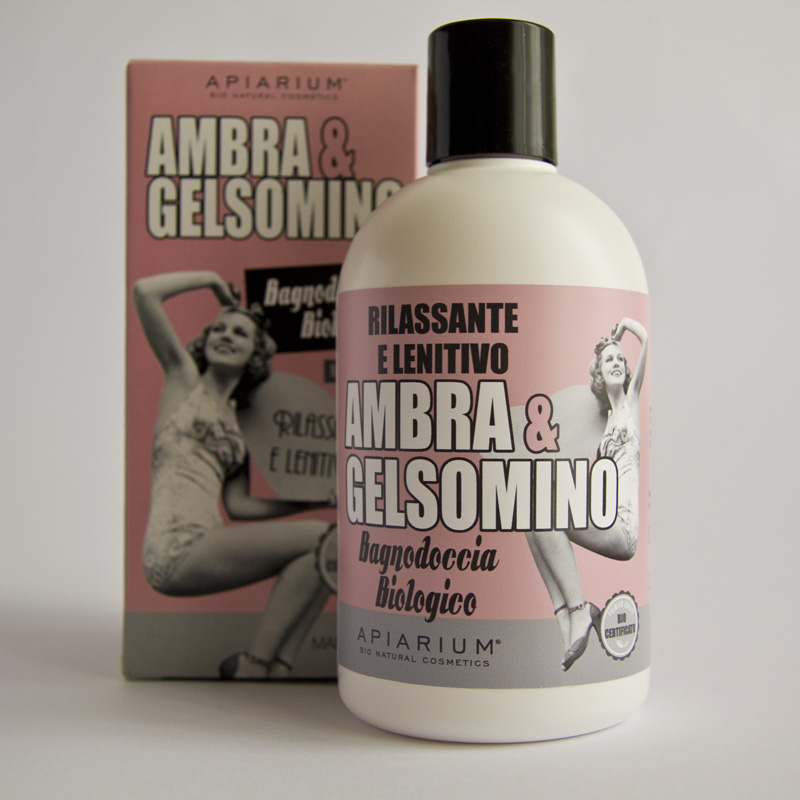 APIARIUM®
BIO NATURAL COSMETICS
AMBRA &
GELSOMINO
RILASSANTE
E LENITIVO
AMBRA &
GELSOMINO
Bagnodoccia
Biologico
APIARIUM®
BIO NATURAL COSMETICS
BIO
CERTIFICATO